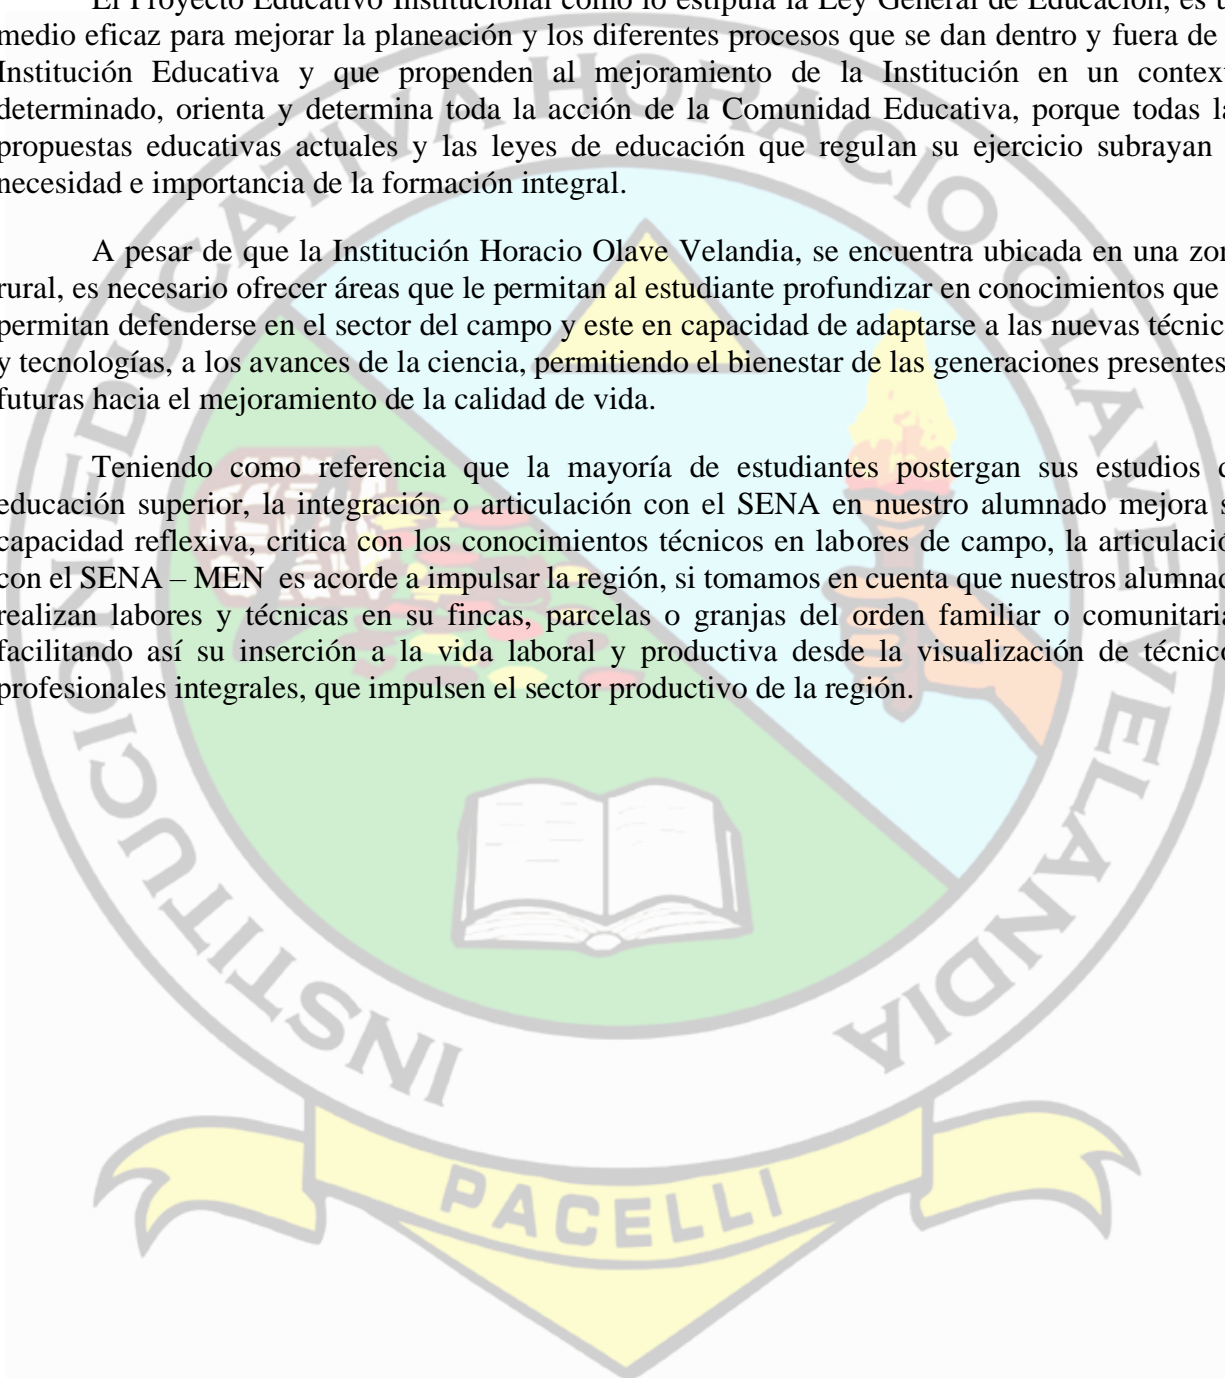 El Proyecto Educativo Institucional como lo estipula la Ley General de Educación, es
medio eficaz para mejorar la planeación y los diferentes procesos que se dan dentro y fuera de
Institución Educativa y que propenden al mejoramiento de la Institución en un
determinado, orienta y determina toda la acción de la Comunidad Educativa, porque todas
propuestas educativas actuales y las leyes de educación que regulan su ejercicio subrayan
necesidad e importancia de la formación integral.
A pesar de que la Institución Horacio Olave Velandia, se encuentra ubicada en una
rural, es necesario ofrecer áreas que le permitan al estudiante profundizar en conocimientos que
permitan defenderse en el sector del campo y este en capacidad de adaptarse a las nuevas
y tecnologías, a los avances de la ciencia, permitiendo el bienestar de las generaciones presentes
futuras hacia el mejoramiento de la calidad de vida.
Teniendo como referencia que la mayoría de estudiantes postergan sus estudios
educación superior, la integración o articulación con el SENA en nuestro alumnado mejora
capacidad reflexiva, critica con los conocimientos técnicos en labores de campo, la
con el SENA – MEN es acorde a impulsar la región, si tomamos en cuenta que nuestros
realizan labores y técnicas en su fincas, parcelas o granjas del orden familiar o
facilitando así su inserción a la vida laboral y productiva desde la visualización de
profesionales integrales, que impulsen el sector productivo de la región.
INSTITUCION EDUCATIVA HORACIO OLAVE VELANDIA
PACELLI